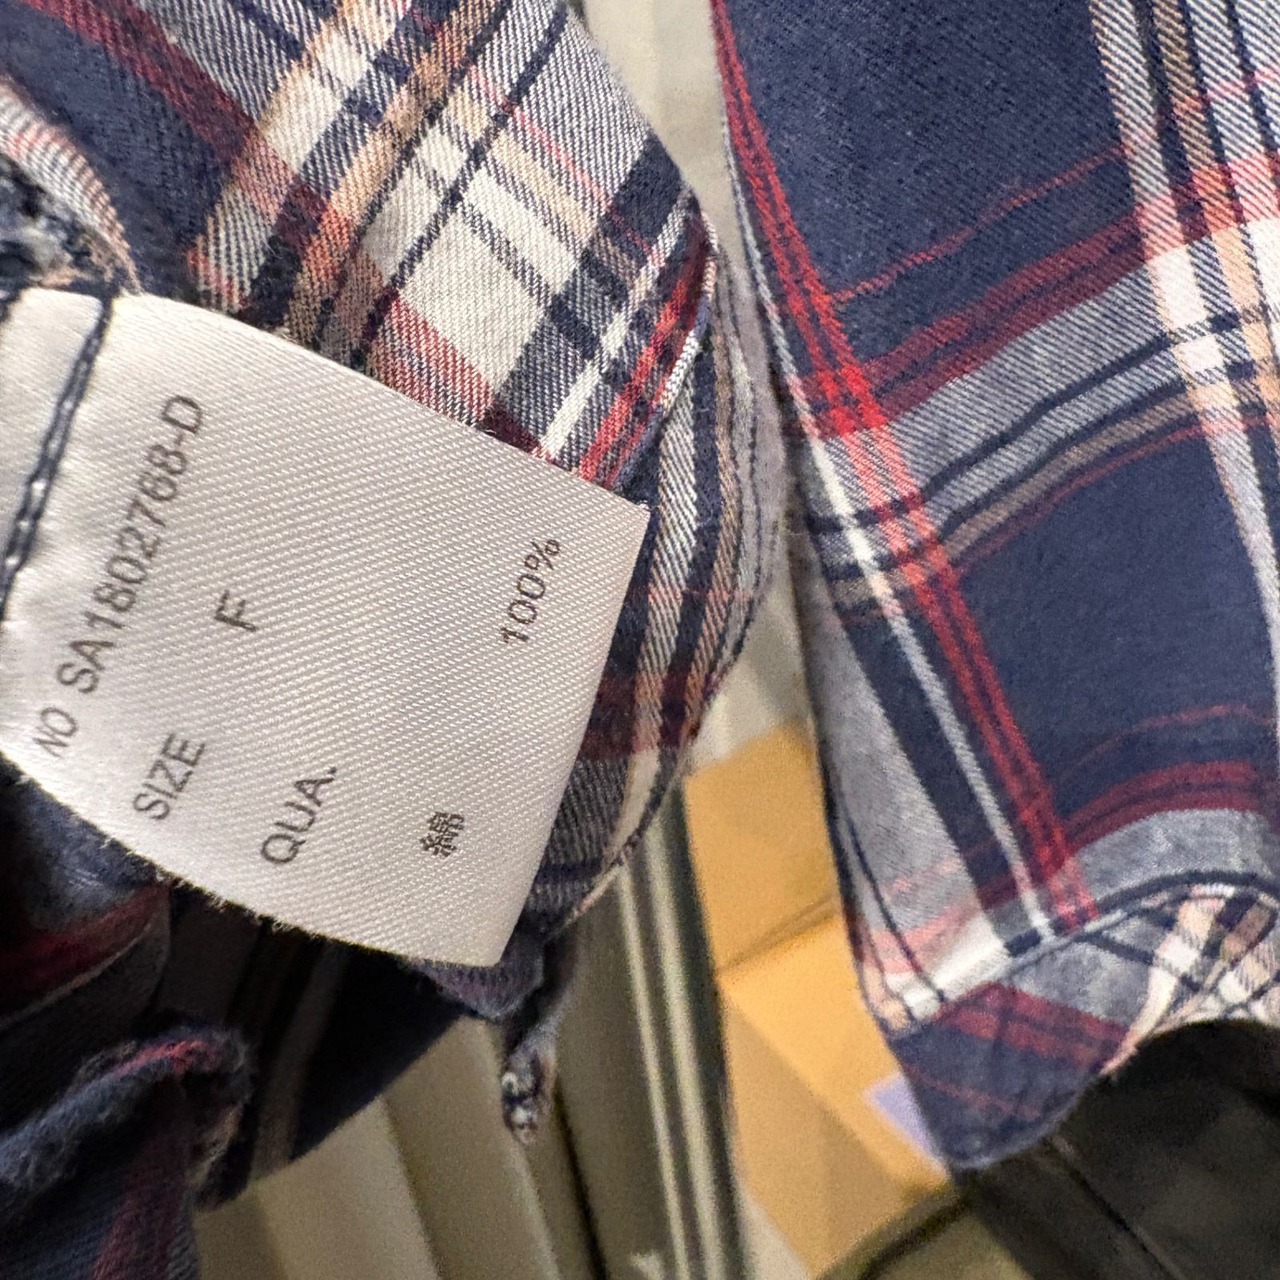 NO SA1802768-D
SIZE F
QUA.
綿 100%